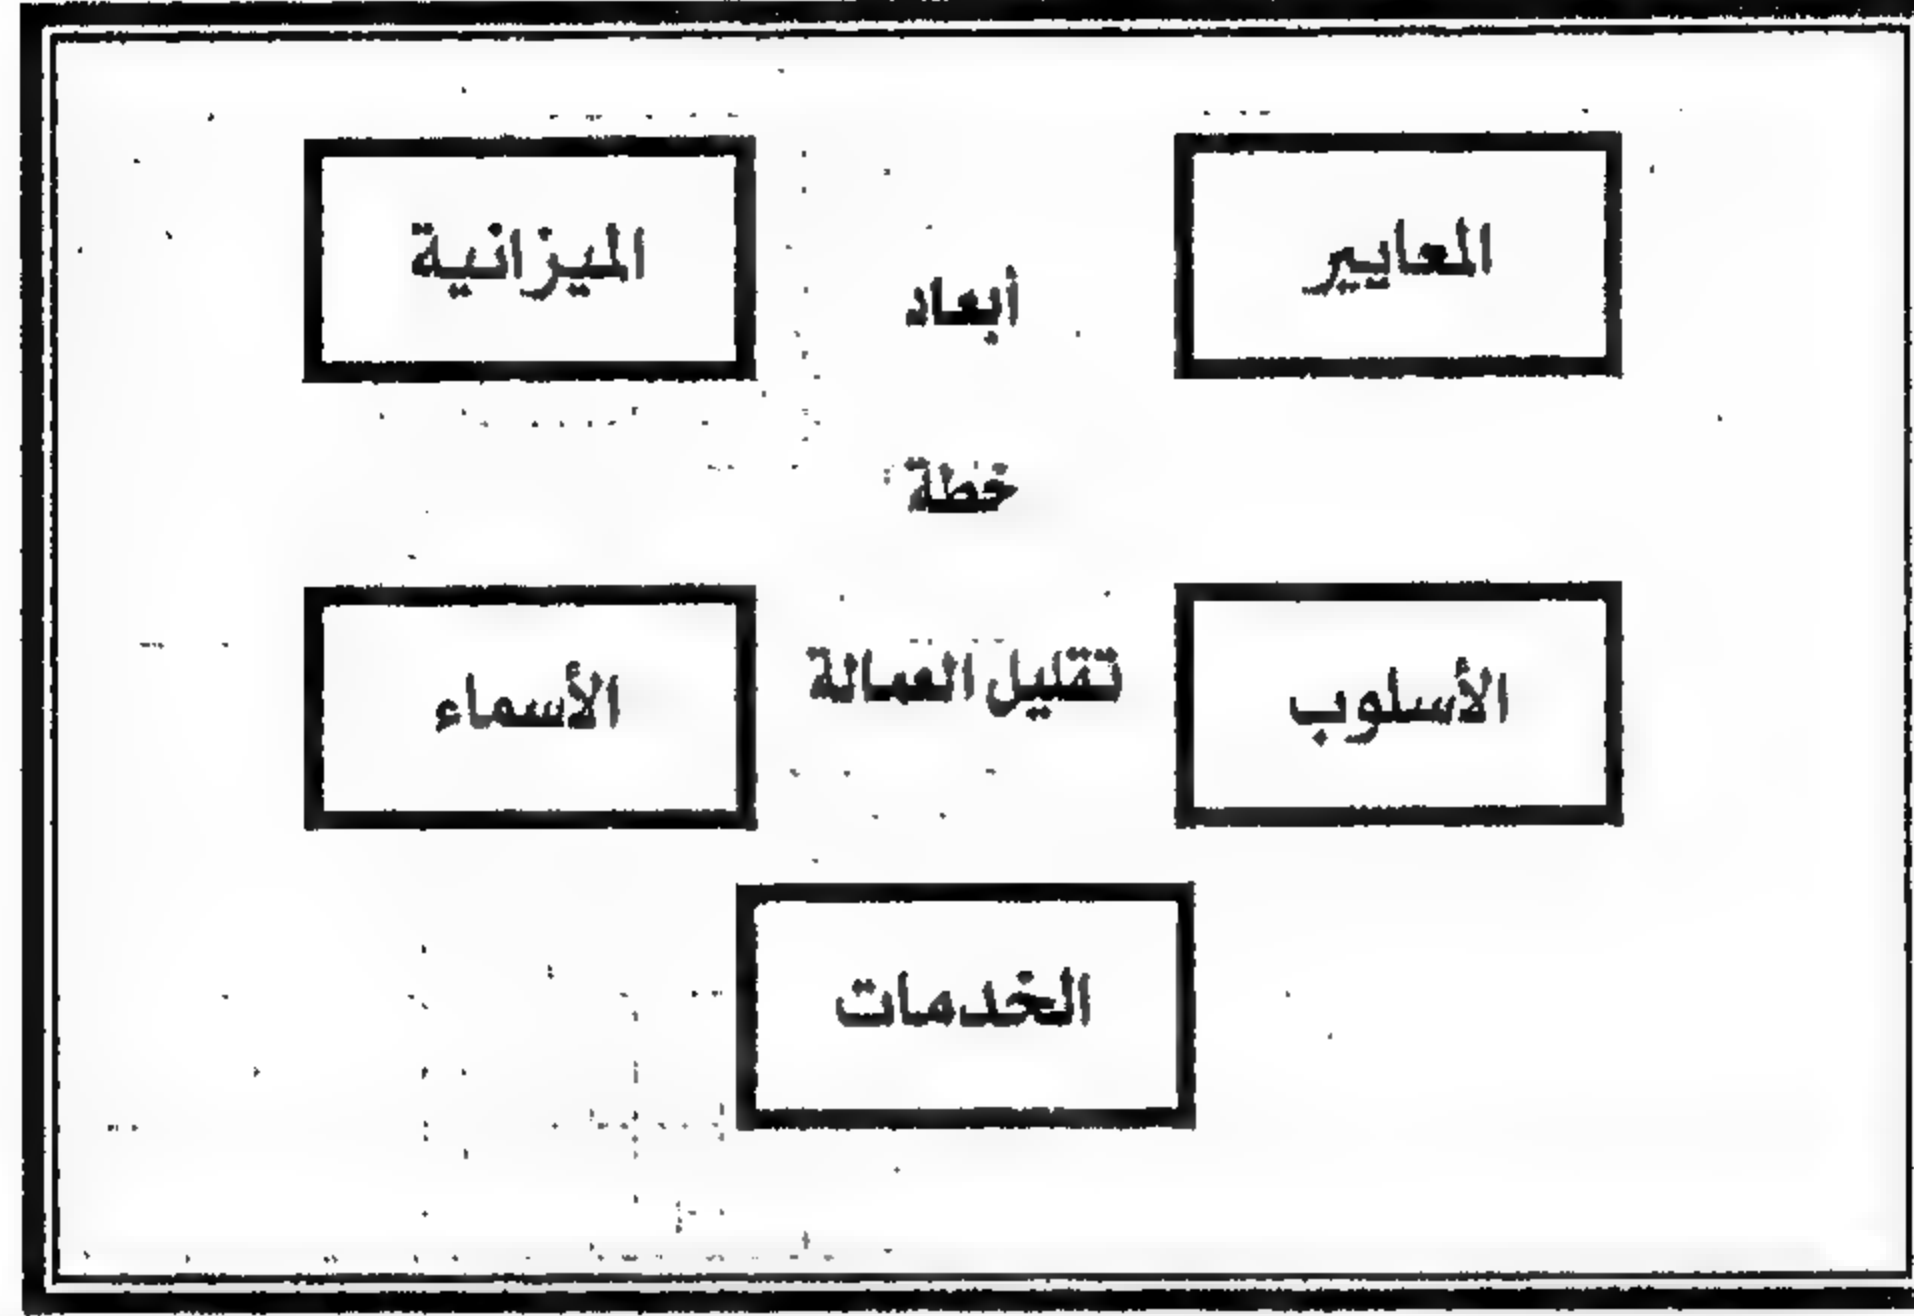 المعايير
الميزانية
أبعاد
خطة
تقليل العمالة
الأسلوب
الأسماء
الخدمات